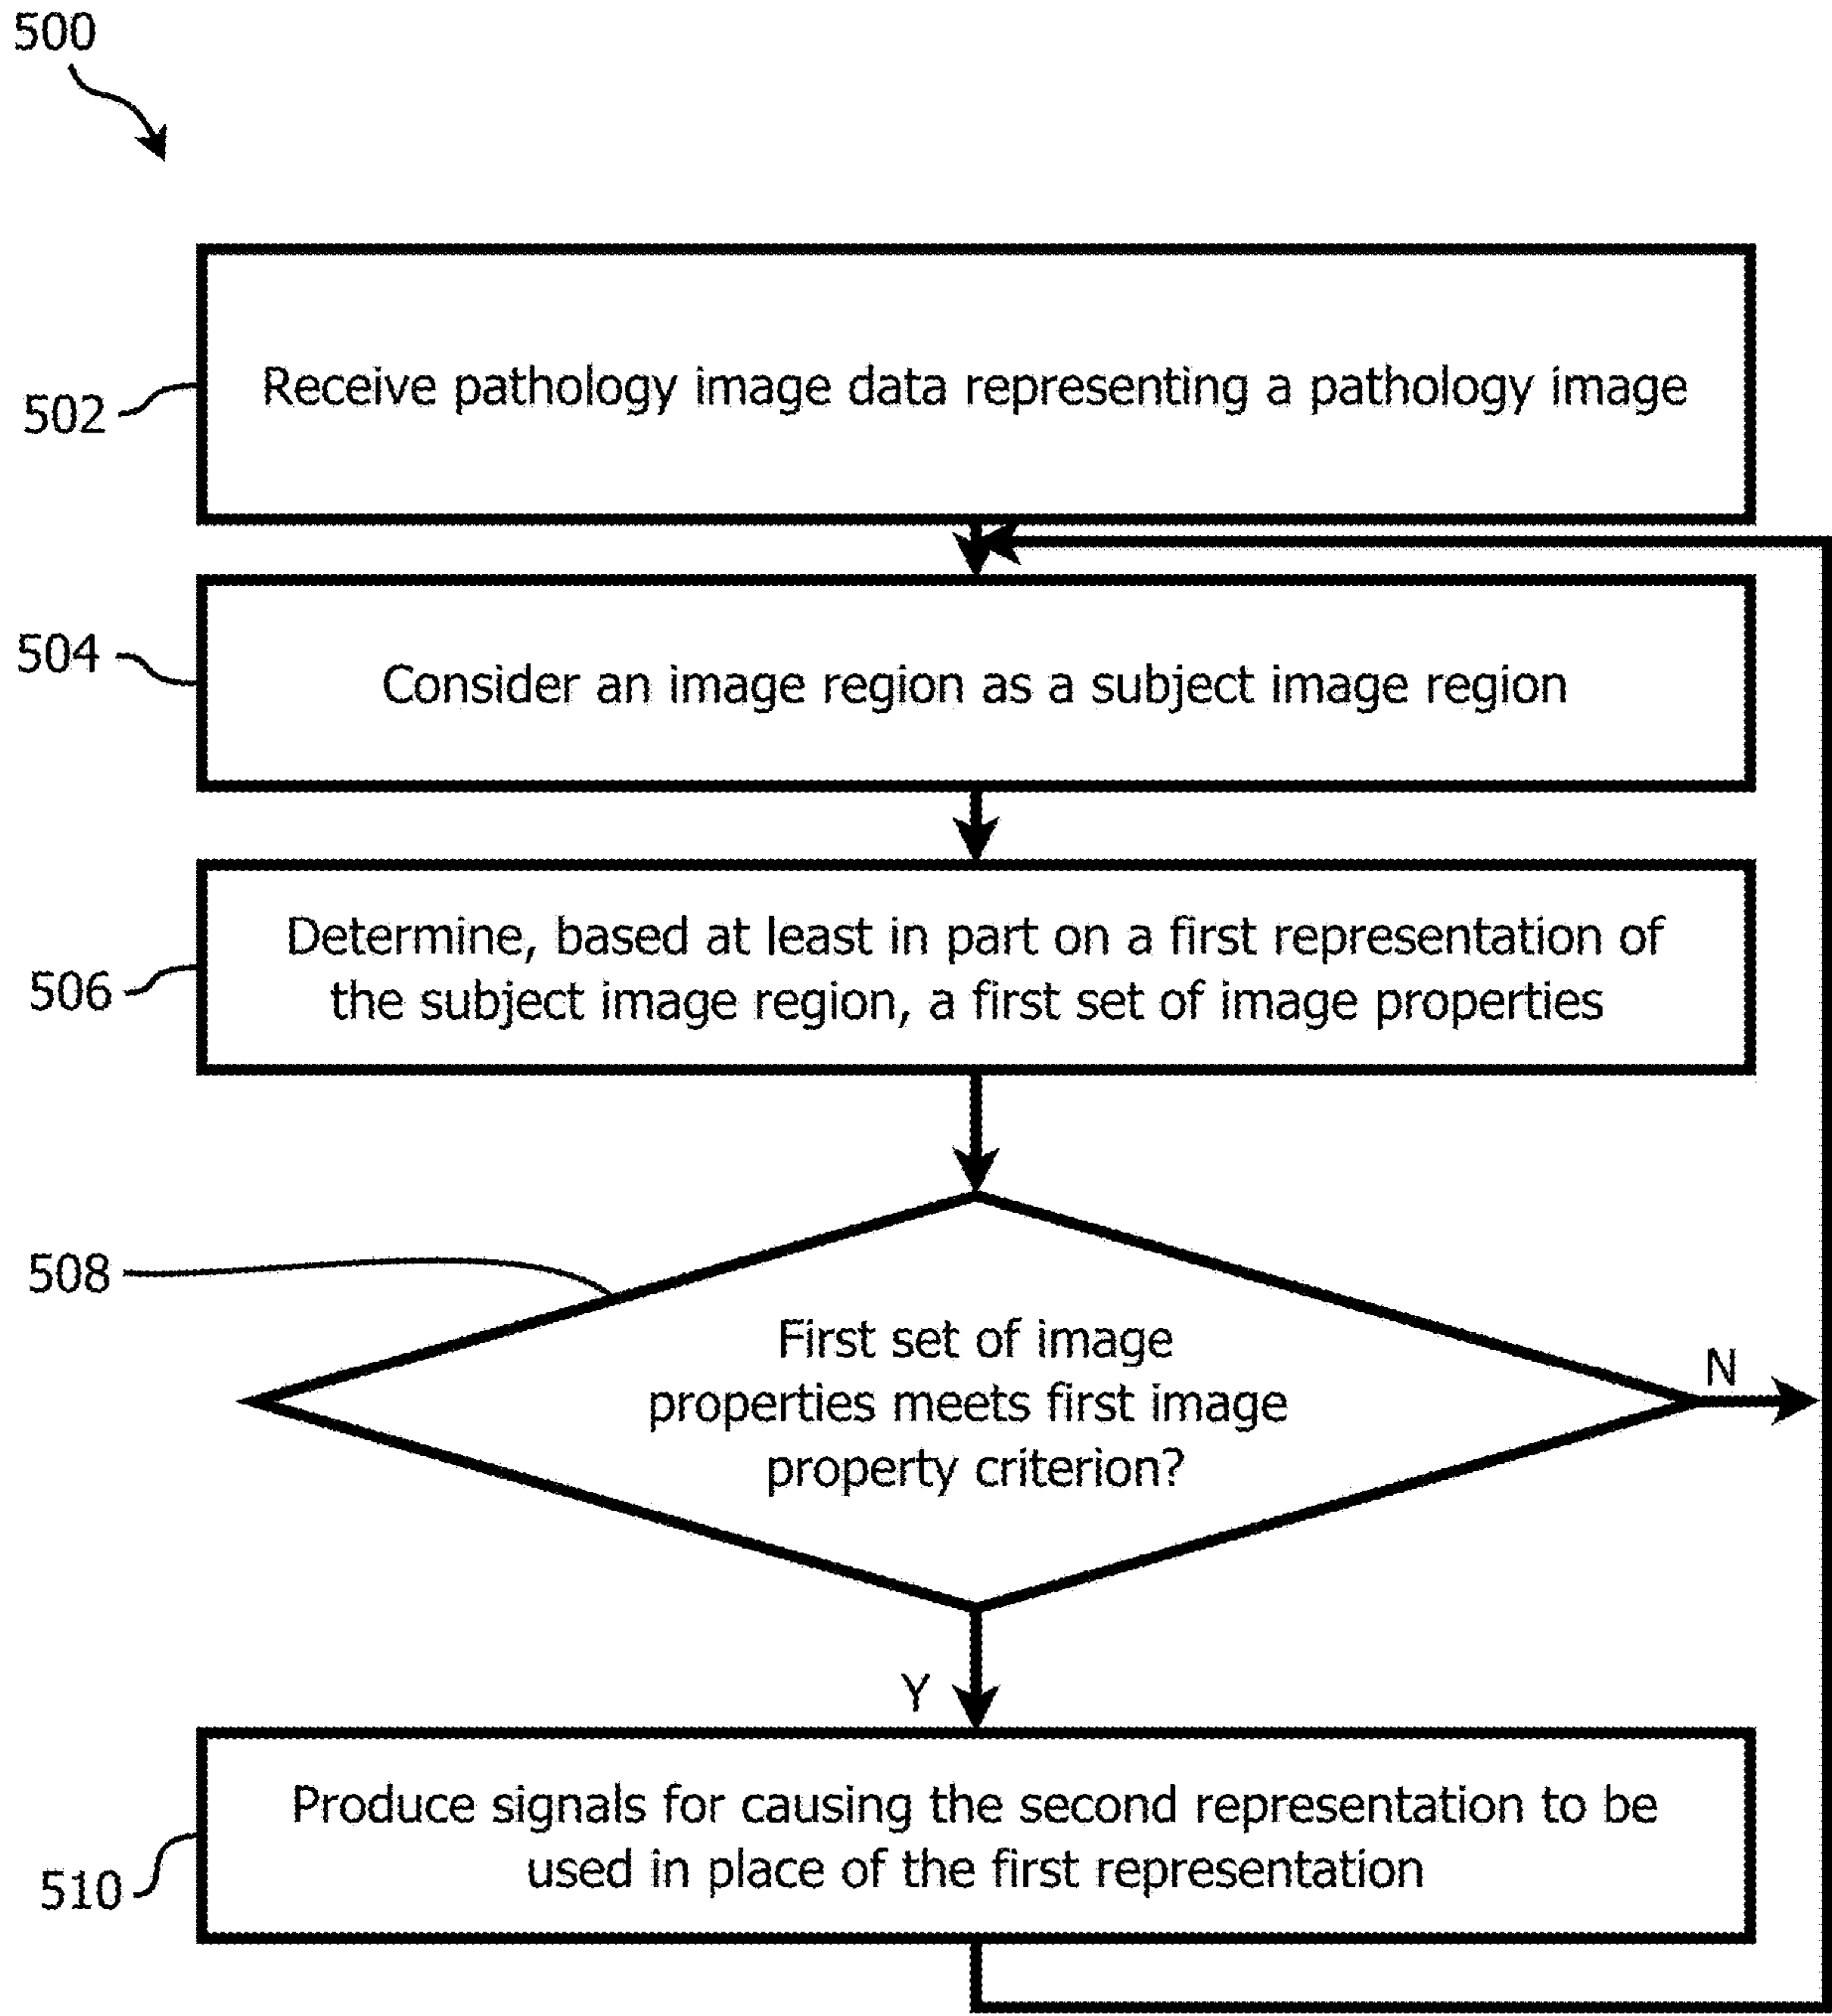 500
502
Receive pathology image data representing a pathology image
504
Consider an image region as a subject image region
506
Determine, based at least in part on a first representation of
the subject image region, a first set of image properties
508
First set of image
properties meets first image
property criterion?
N
Y
510
Produce signals for causing the second representation to be
used in place of the first representation